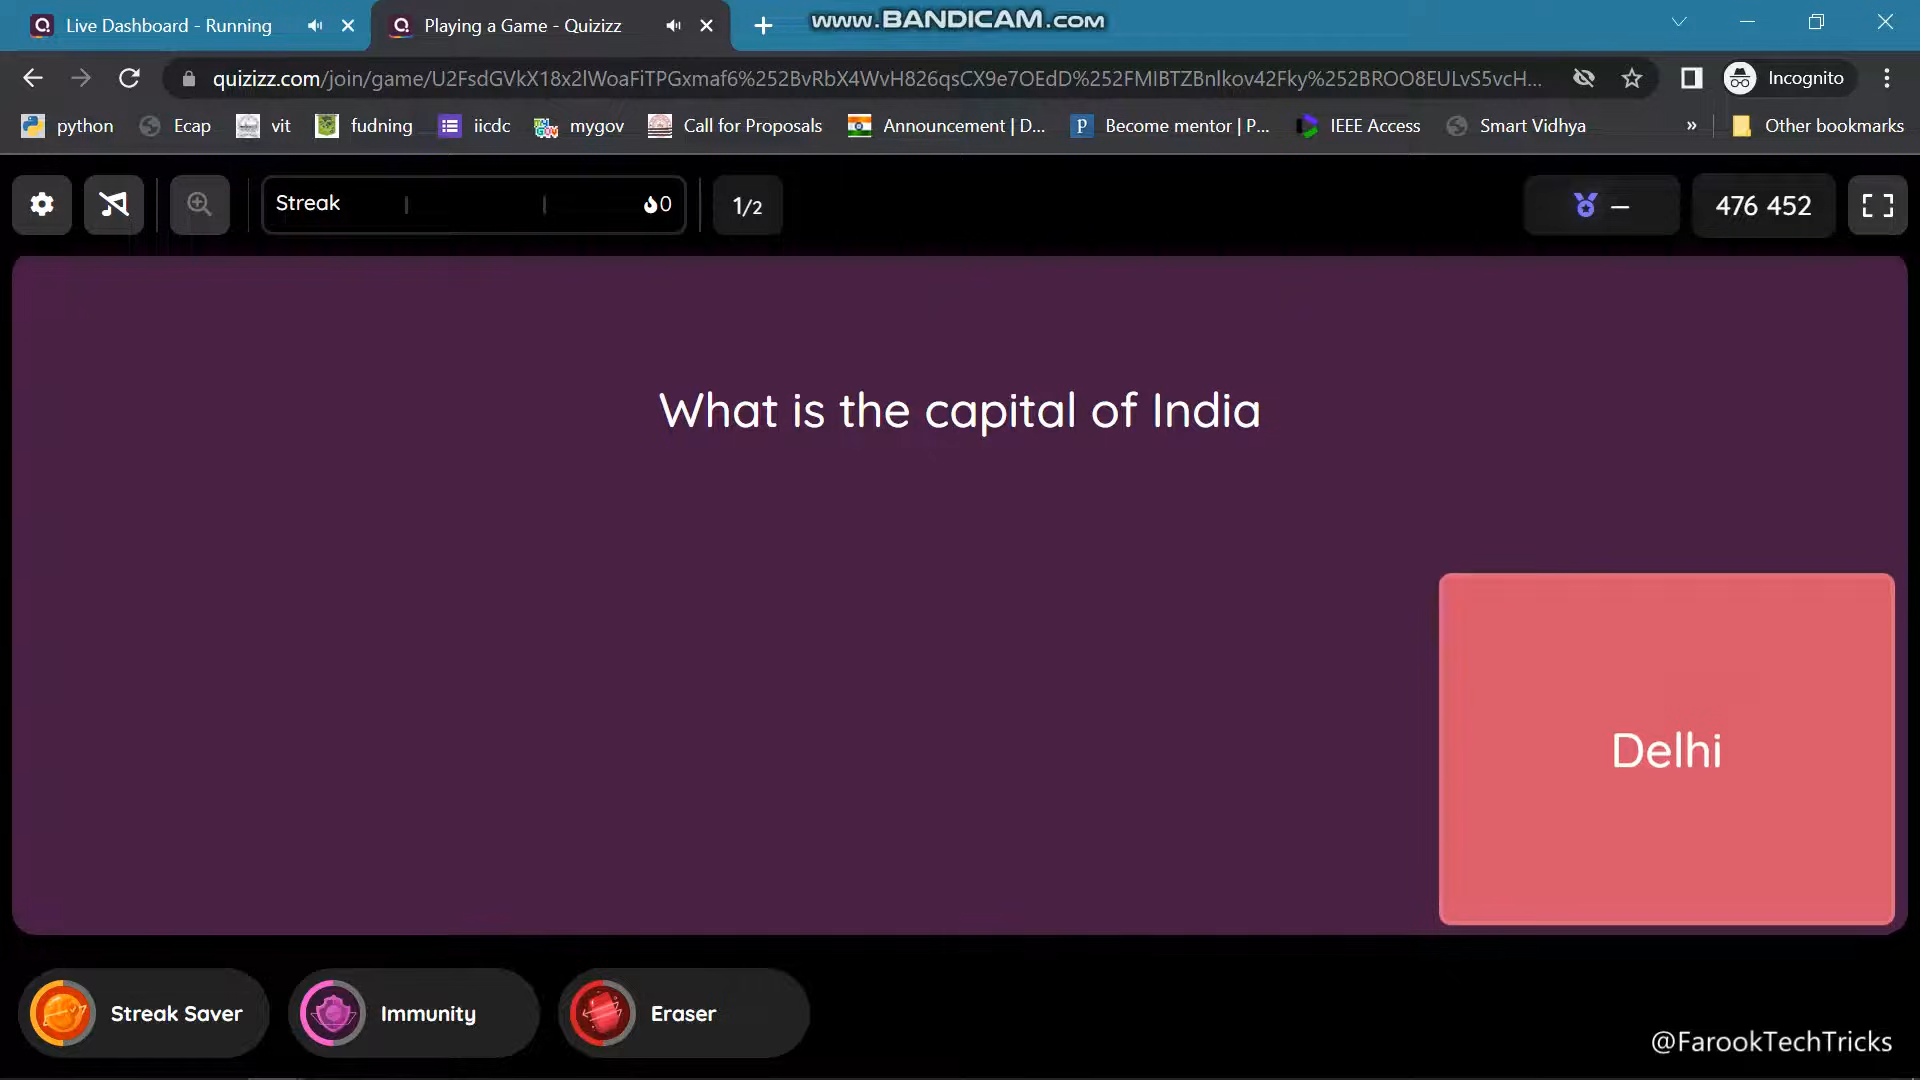 Live Dashboard - Running
Playing a Game - Quizizz
www.BANDICAM.com
quizizz.com/join/game/U2FsdGVkX18x2lWoaFiTPGxmaf6%252BvRbX4WvH826qsCX9e7OEdD%252FMIBTZBnlkov42Fky%252BROO8EULvS5vcH...
Incognito
python Ecap vit fudning iicdc mygov Call for Proposals Announcement | D... Become mentor | P... IEEE Access Smart Vidhya » Other bookmarks
Streak 0 1/2 – 476 452
What is the capital of India
Delhi
Streak Saver Immunity Eraser
@FarookTechTricks